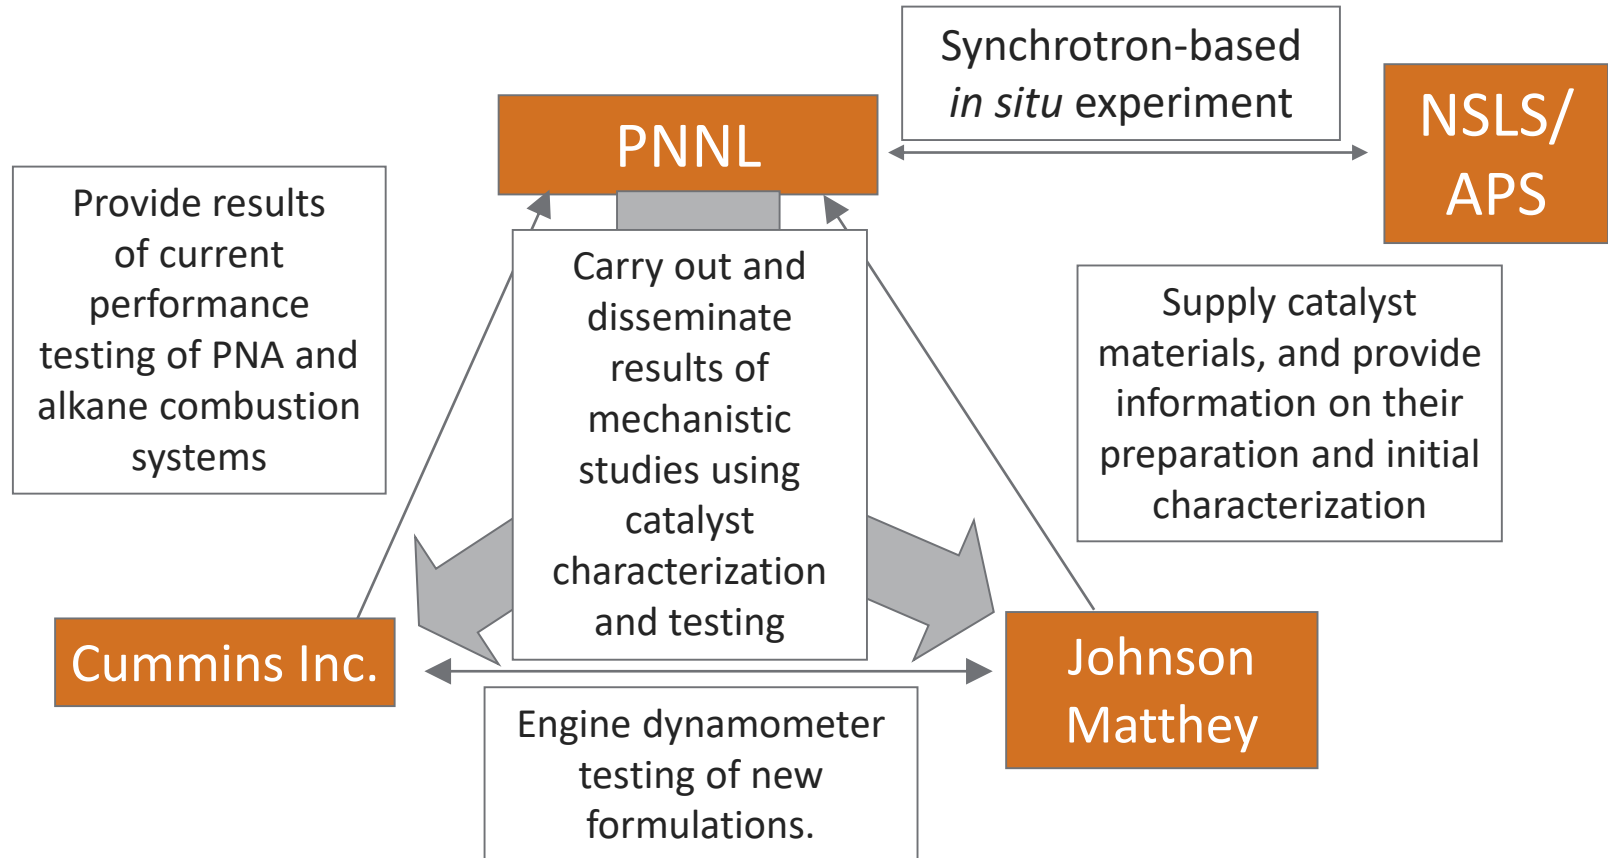 Synchrotron-based
in situ experiment
NSLS/
APS
PNNL
Provide results
of current
performance
testing of PNA and
alkane combustion
systems
Carry out and
disseminate
results of
mechanistic
studies using
catalyst
characterization
and testing
Supply catalyst
materials, and provide
information on their
preparation and initial
characterization
Cummins Inc.
Johnson
Matthey
Engine dynamometer
testing of new
formulations.